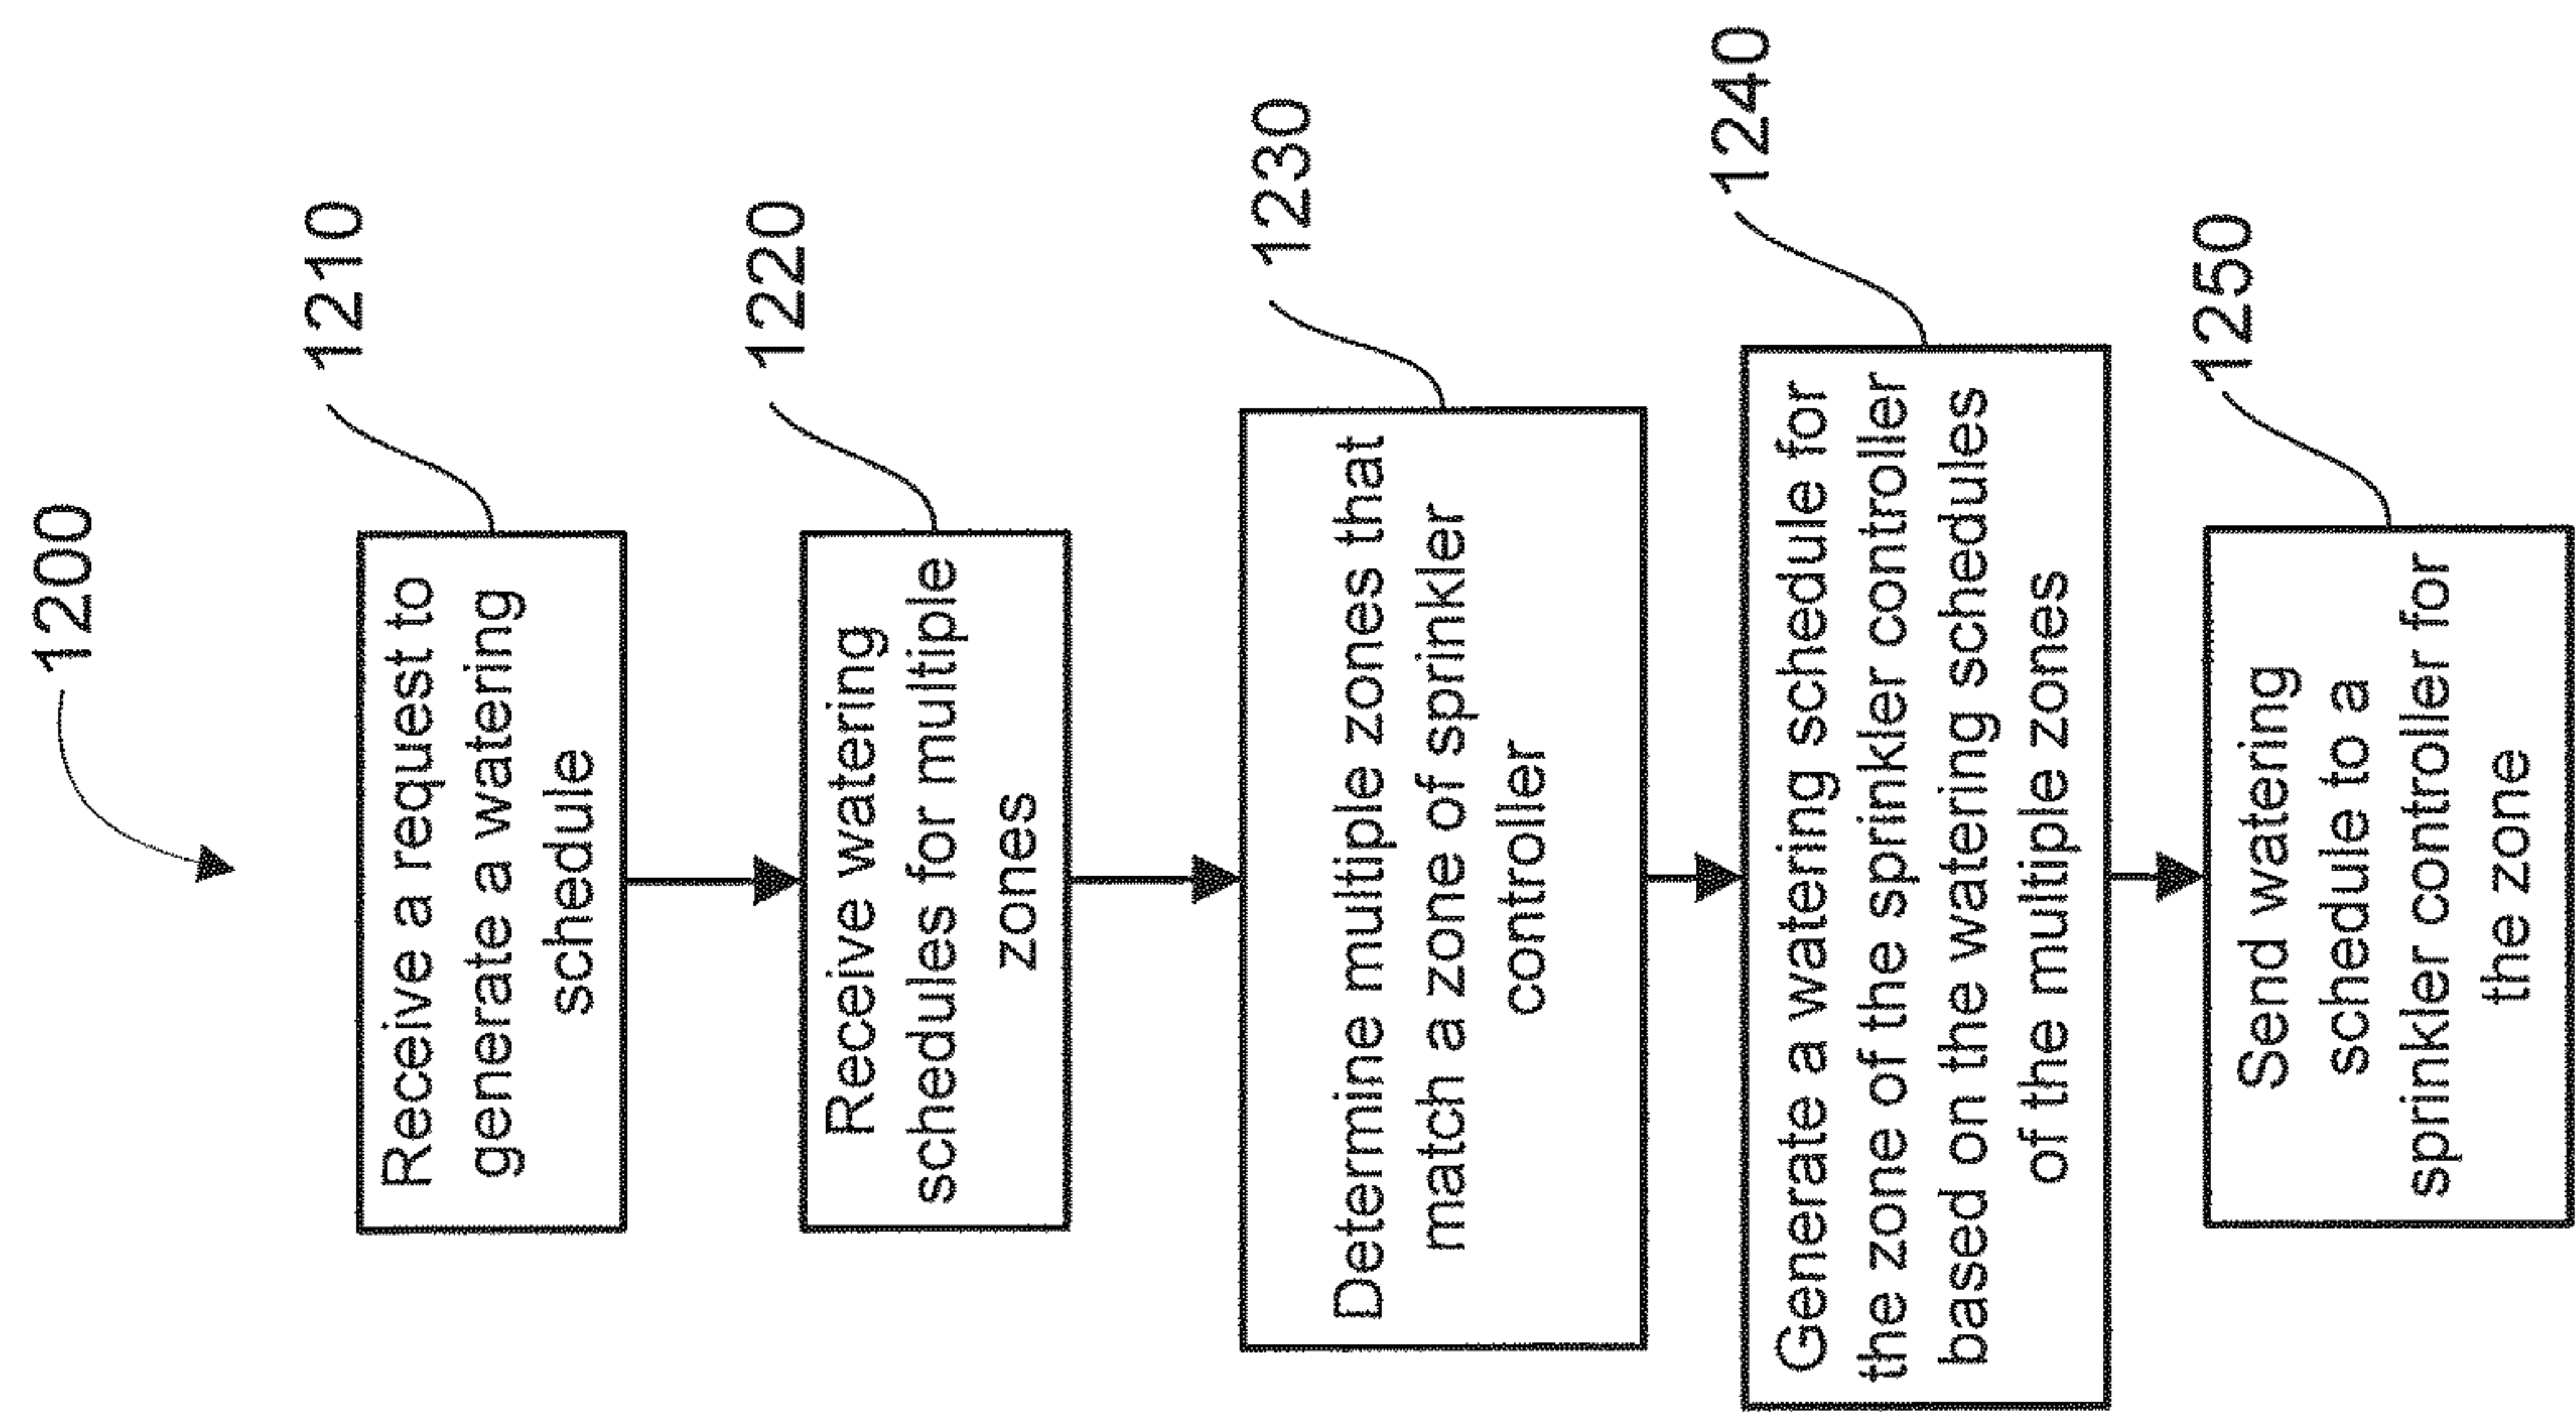 1200
1210
Receive a request to
generate a watering
schedule
1220
Receive watering
schedules for multiple
zones
1230
Determine multiple zones that
match a zone of sprinkler
controller
1240
Generate a watering schedule for
the zone of the sprinkler controller
based on the watering schedules
of the multiple zones
1250
Send watering
schedule to a
sprinkler controller for
the zone